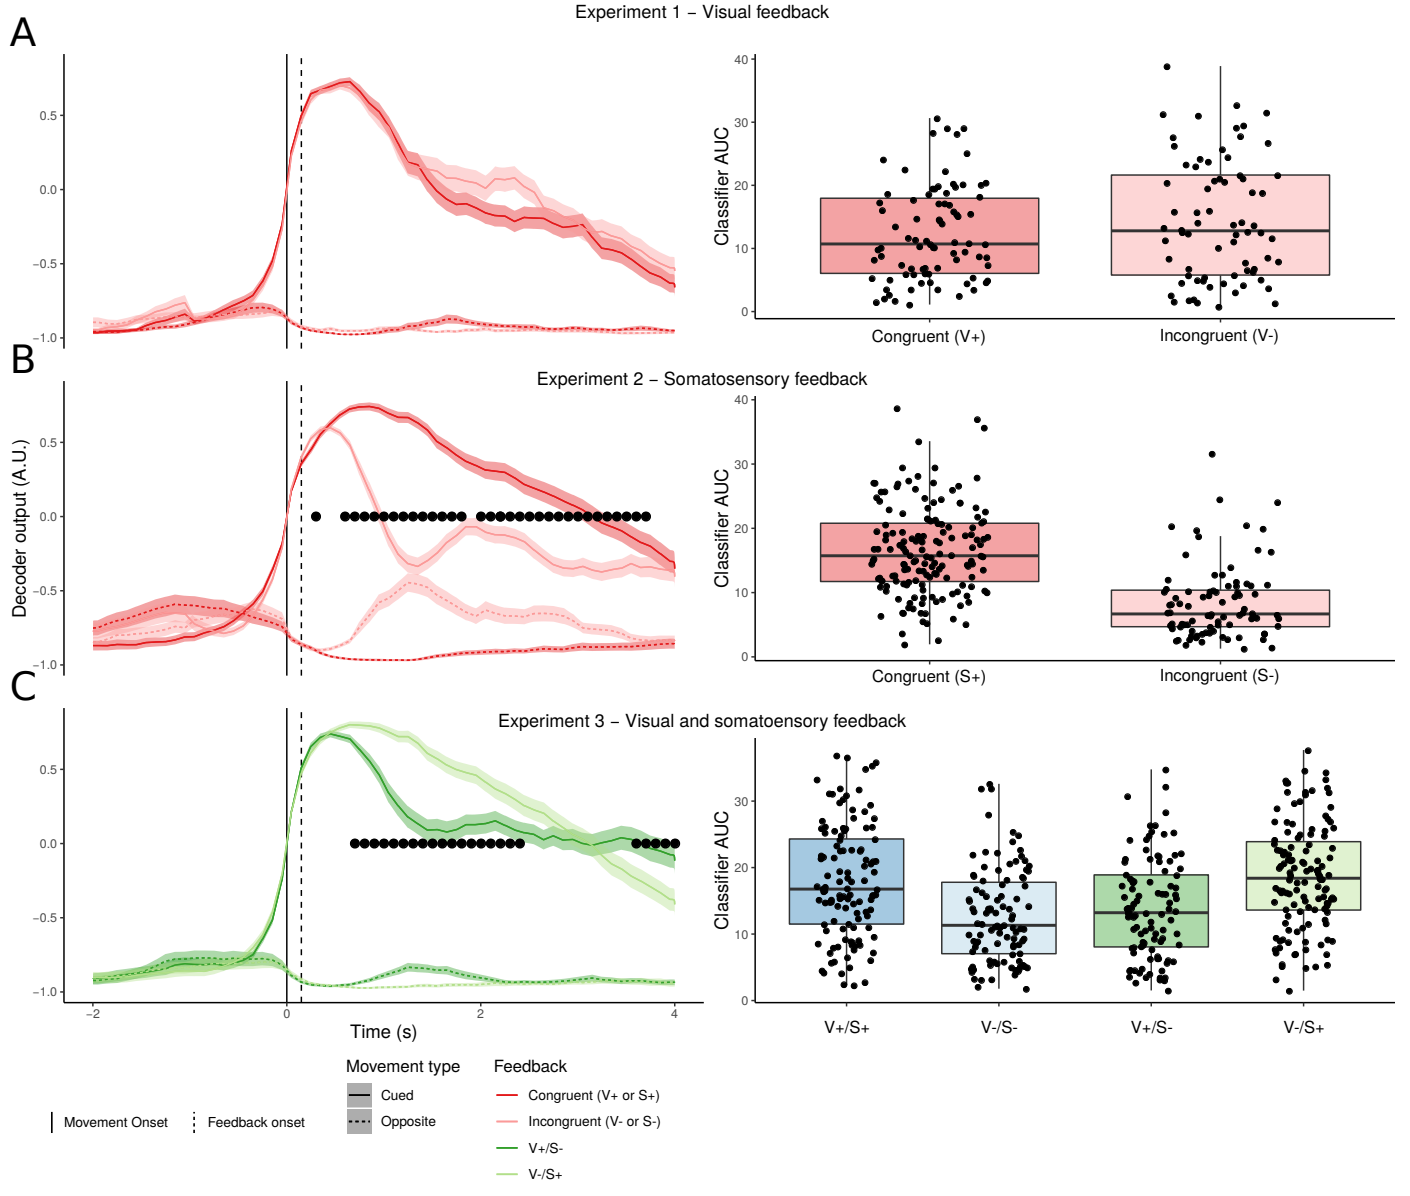 Experiment 1 – Visual feedback
A
0.5
0.0
−0.5
−1.0
Classifier AUC
40
30
20
10
0
Congruent (V+)
Incongruent (V-)
B
Experiment 2 – Somatosensory feedback
Decoder output (A.U.)
0.5
0.0
−0.5
−1.0
Classifier AUC
40
30
20
10
0
Congruent (S+)
Incongruent (S-)
C
Experiment 3 – Visual and somatoensory feedback
0.5
0.0
−0.5
−1.0
−2
0
2
4
Time (s)
Classifier AUC
30
20
10
0
V+/S+
V-/S-
V+/S-
V-/S+
Movement Onset
Feedback onset
Movement type
Cued
Opposite
Feedback
Congruent (V+ or S+)
Incongruent (V- or S-)
V+/S-
V-/S+